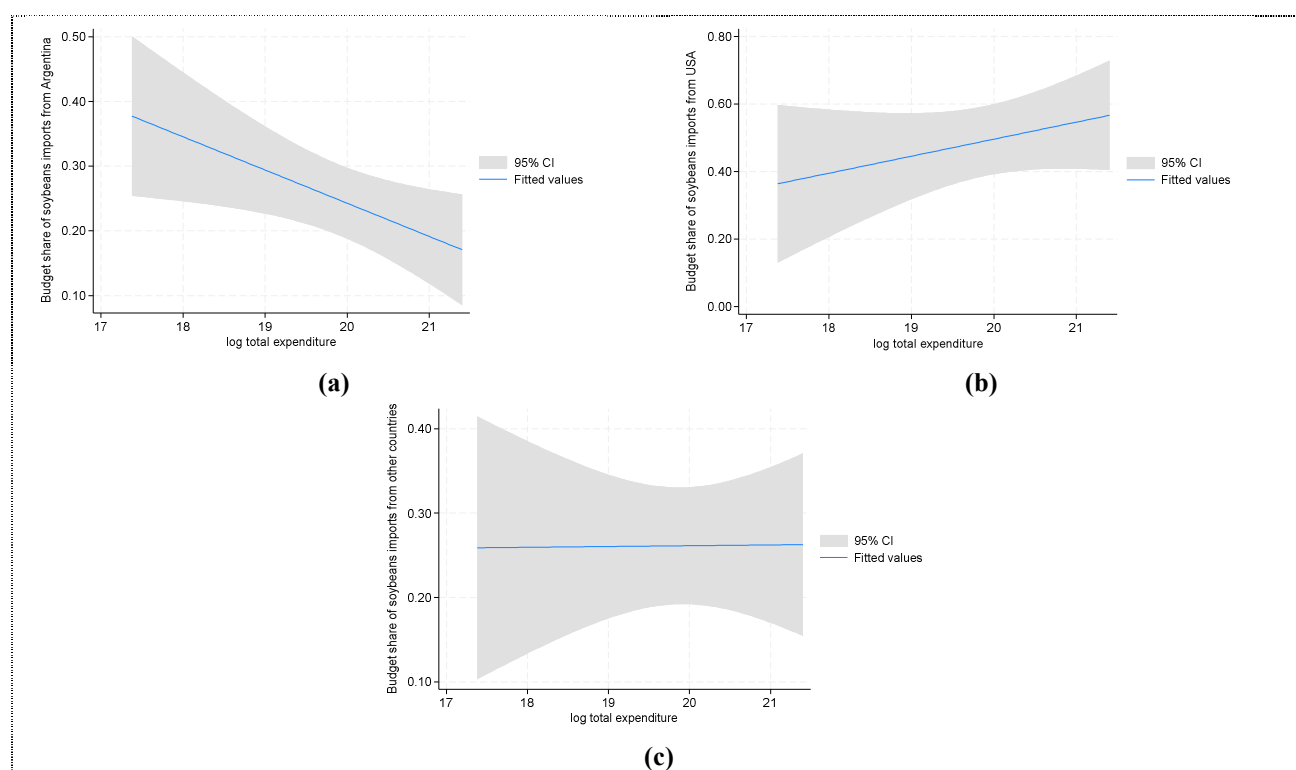 Budget share of soybeans imports from Argentina
0.50
0.40
0.30
0.20
0.10
17 18 19 20 21
log total expenditure
95% CI
Fitted values
(a)
Budget share of soybeans imports from USA
0.80
0.60
0.40
0.20
0.00
17 18 19 20 21
log total expenditure
95% CI
Fitted values
(b)
Budget share of soybeans imports from other countries
0.40
0.30
0.20
0.10
17 18 19 20 21
log total expenditure
95% CI
Fitted values
(c)